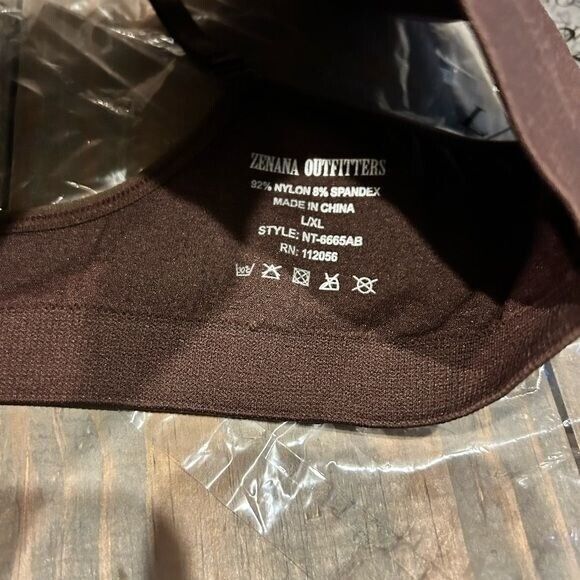 ZENANA OUTFITTERS
92% NYLON 8% SPANDEX
MADE IN CHINA
L/XL
STYLE: NT-6665AB
RN: 112056